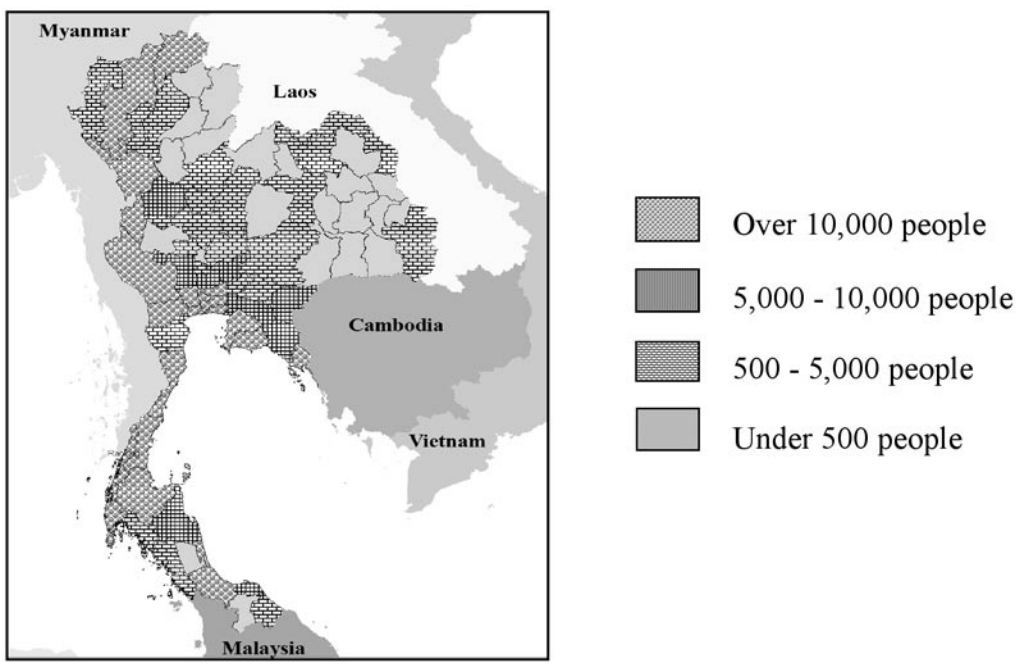 Myanmar
Laos
Cambodia
Vietnam
Malaysia
Over 10,000 people
5,000 - 10,000 people
500 - 5,000 people
Under 500 people